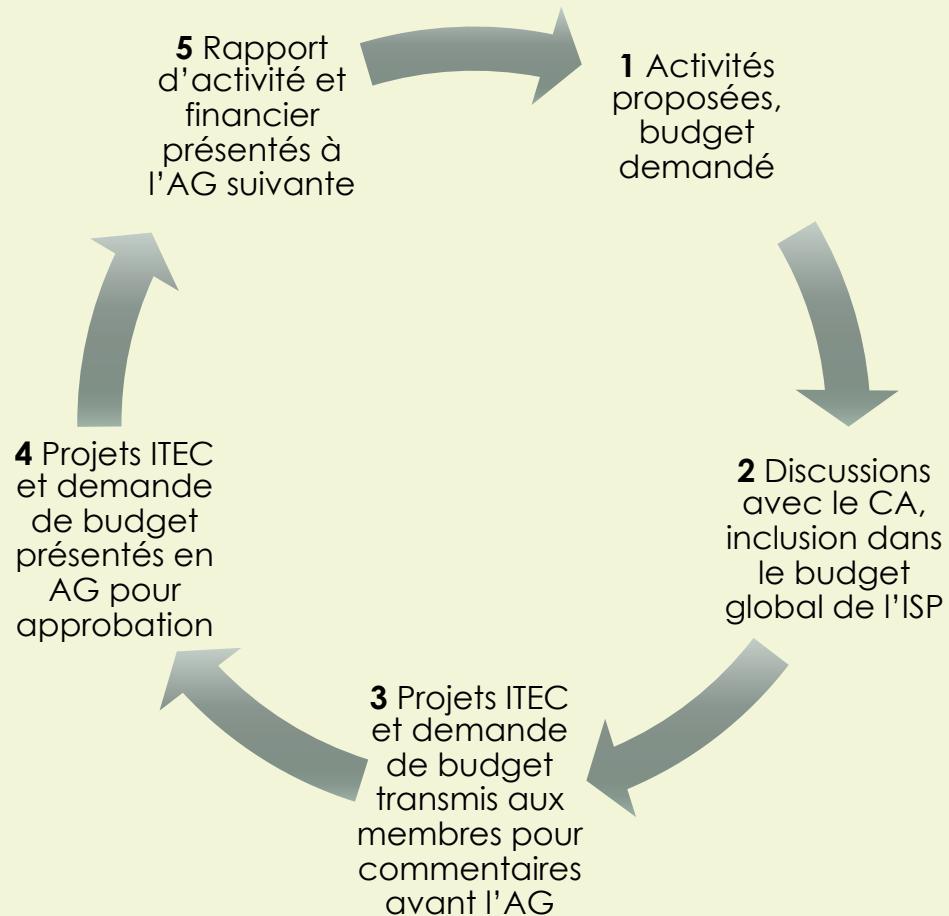 1 Activités
proposées,
budget
demandé
2 Discussions
avec le CA,
inclusion dans
le budget
global de l’ISP
3 Projets ITEC
et demande
de budget
transmis aux
membres pour
commentaires
avant l’AG
4 Projets ITEC
et demande
de budget
présentés en
AG pour
approbation
5 Rapport
d’activité et
financier
présentés à
l’AG suivante